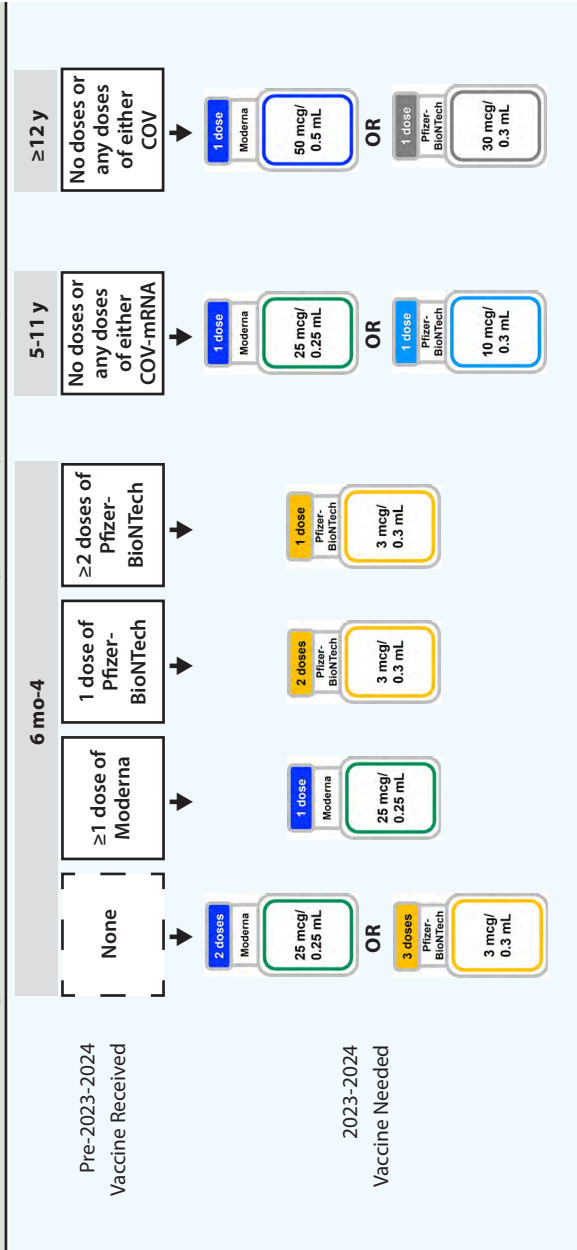 6 mo-4
5-11 y
≥12 y
Pre-2023-2024
Vaccine Received
None
≥1 dose of
Moderna
1 dose of
Pfizer-
BioNTech
≥2 doses of
Pfizer-
BioNTech
No doses or
any doses
of either
COV-mRNA
No doses or
any doses
of either
COV
2023-2024
Vaccine Needed
2 doses
Moderna
25 mcg/
0.25 mL
OR
3 doses
Pfizer-
BioNTech
3 mcg/
0.3 mL
1 dose
Moderna
25 mcg/
0.25 mL
2 doses
Pfizer-
BioNTech
3 mcg/
0.3 mL
1 dose
Pfizer-
BioNTech
3 mcg/
0.3 mL
1 dose
Moderna
25 mcg/
0.25 mL
OR
1 dose
Pfizer-
BioNTech
10 mcg/
0.3 mL
1 dose
Moderna
50 mcg/
0.5 mL
OR
1 dose
Pfizer-
BioNTech
30 mcg/
0.3 mL